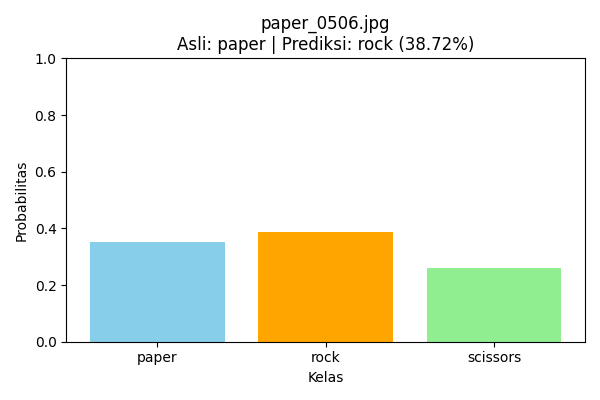 paper_0506.jpg
Asli: paper | Prediksi: rock (38.72%)
1.0
0.8
0.6
0.4
0.2
0.0
Probabilitas
paper rock scissors
Kelas